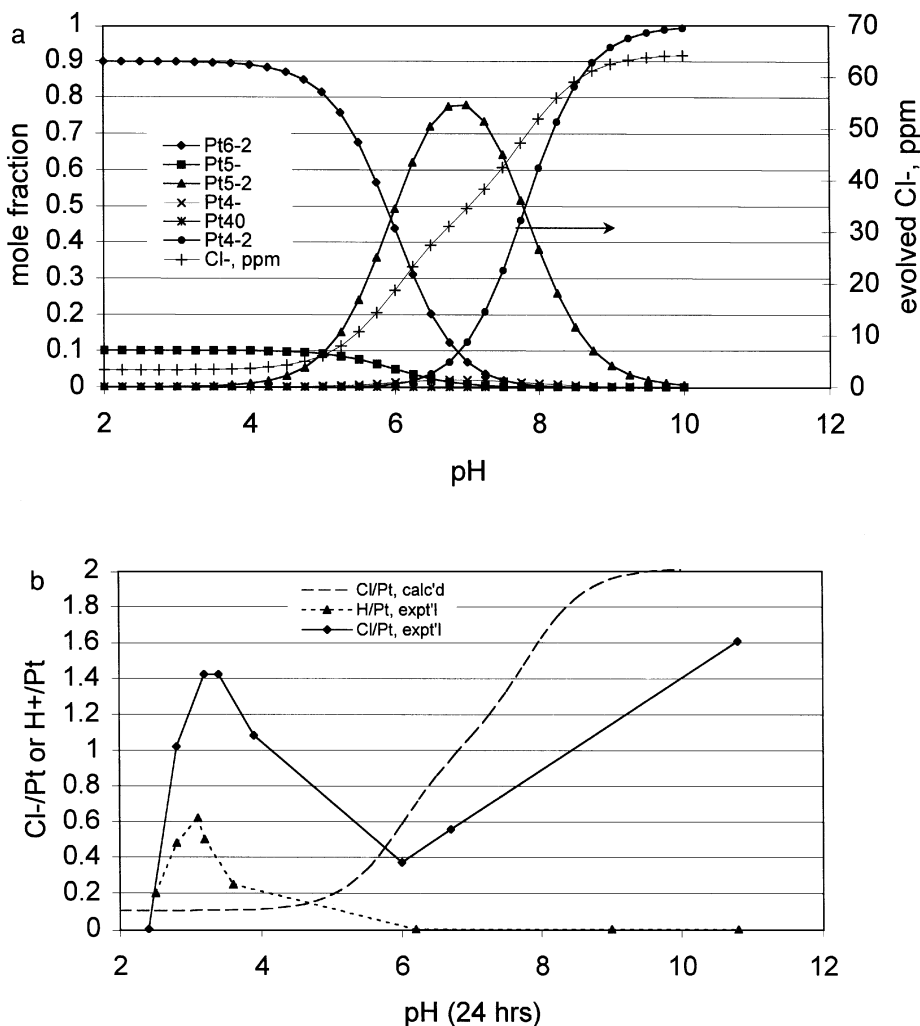 a
1
0.9
0.8
0.7
0.6
0.5
0.4
0.3
0.2
0.1
0
mole fraction
Pt6-2
Pt5-
Pt5-2
Pt4-
Pt40
Pt4-2
Cl-, ppm
70
60
50
40
30
20
10
0
evolved Cl-, ppm
2 4 6 8 10 12
pH
b
2
1.8
1.6
1.4
1.2
1
0.8
0.6
0.4
0.2
0
Cl-/Pt or H+/Pt
Cl/Pt, calc'd
H/Pt, expt'l
Cl/Pt, expt'l
2 4 6 8 10 12
pH (24 hrs)